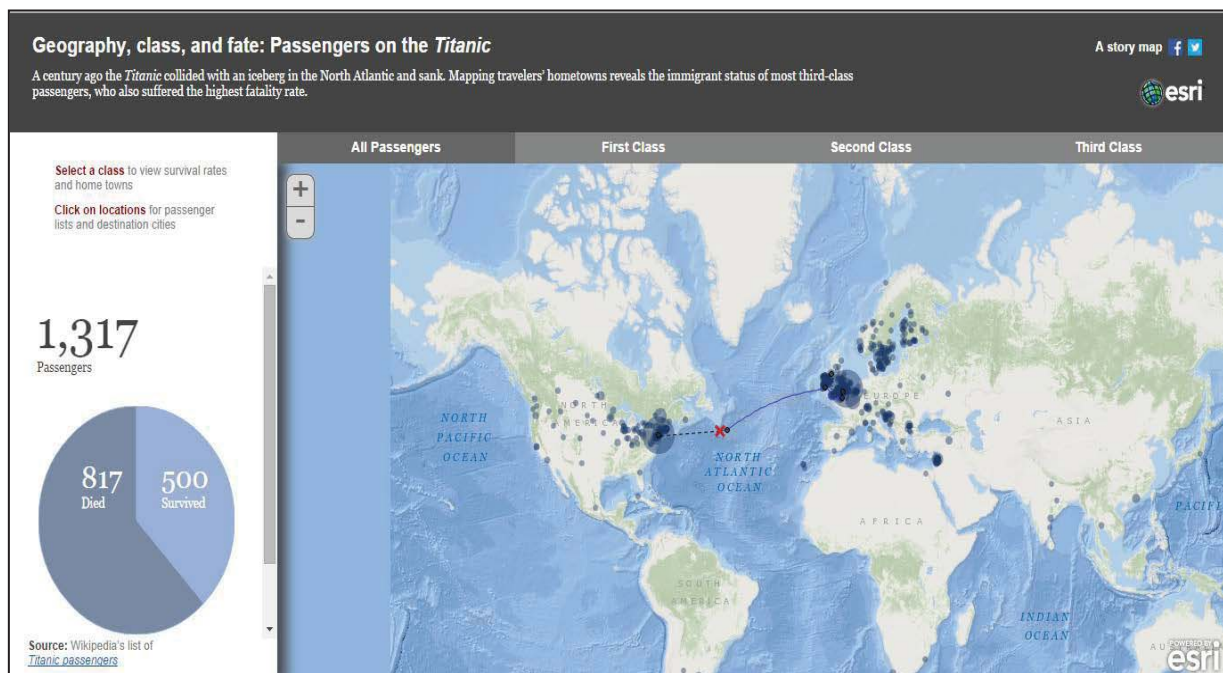 Geography, class, and fate: Passengers on the Titanic
A story map
A century ago the Titanic collided with an iceberg in the North Atlantic and sank. Mapping travelers' hometowns reveals the immigrant status of most third-class
passengers, who also suffered the highest fatality rate.
esri
All Passengers
First Class
Second Class
Third Class
Select a class to view survival rates
and home towns
Click on locations for passenger
lists and destination cities
1,317
Passengers
817
Died
500
Survived
Source: Wikipedia's list of
Titanic passengers
+
-
NORTH
PACIFIC
OCEAN
NORTH
AMERICA
NORTH
ATLANTIC
OCEAN
EUROPE
ASIA
AFRICA
PACIFI
SOUTH
AMERICA
INDIAN
OCEAN
AU
POWERED BY
esri